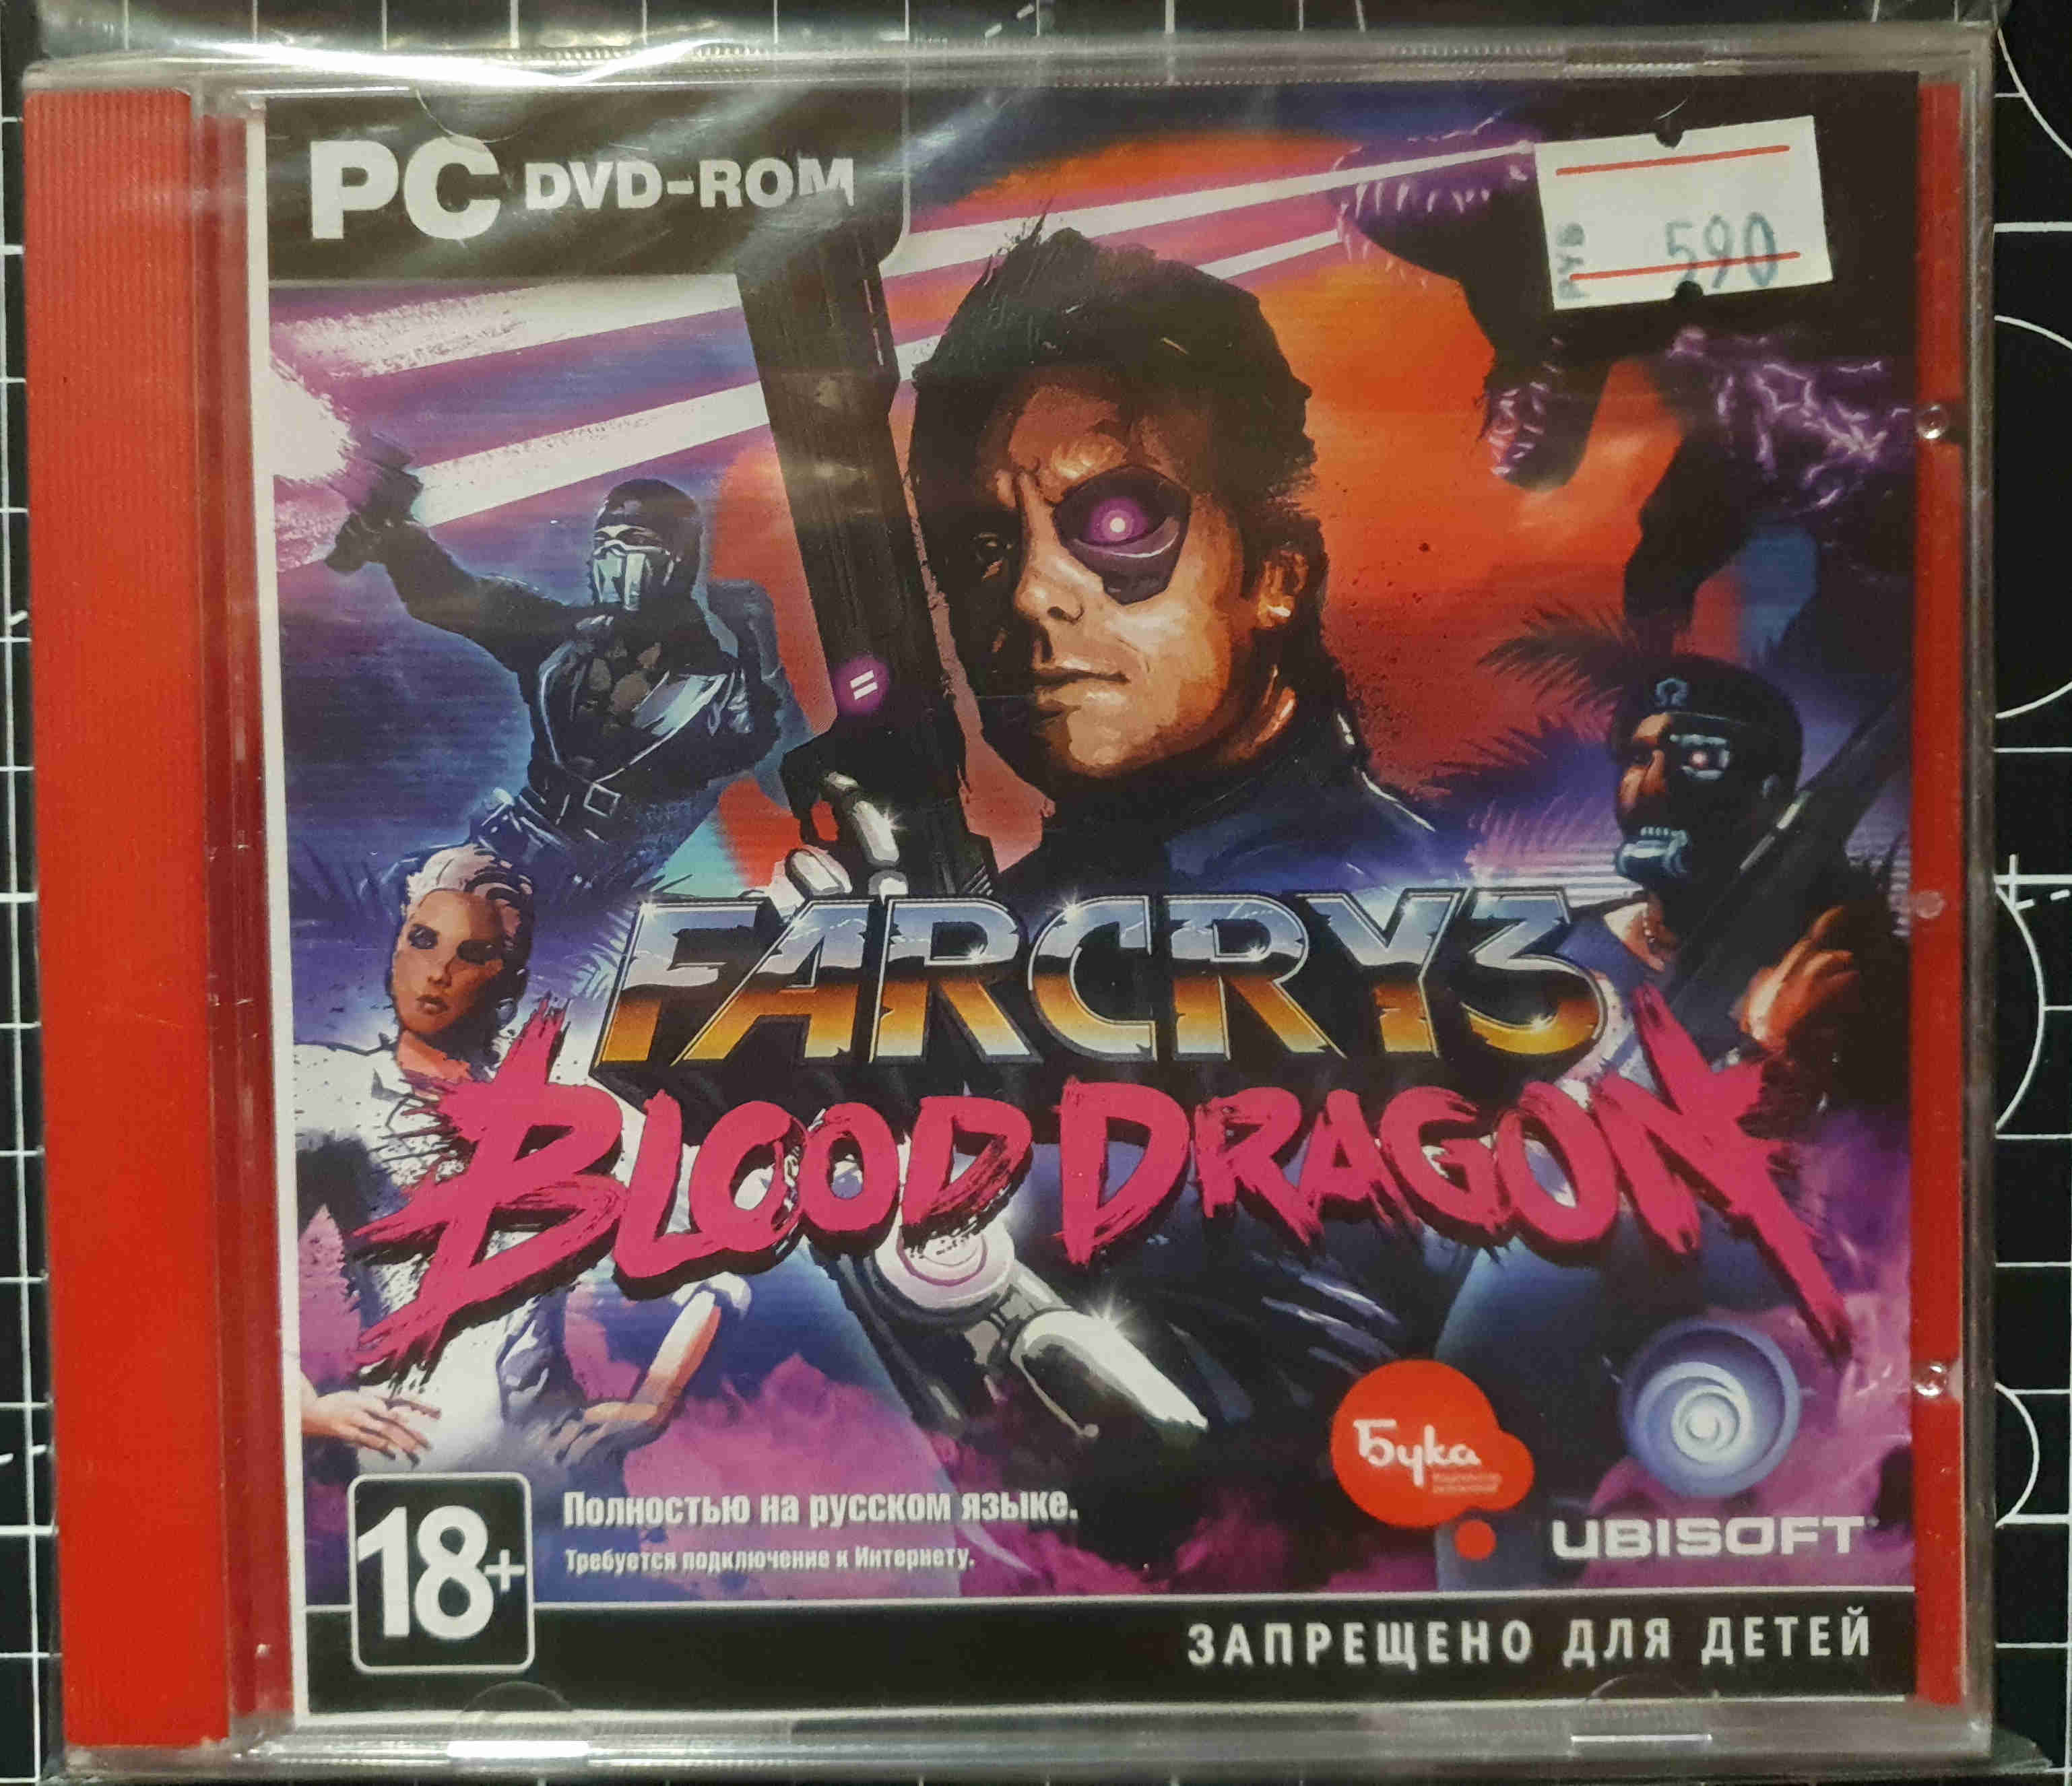 PC DVD-ROM
РУБ
590
FARCRY3
BLOOD DRAGON
Бука
UBISOFT
18+
Полностью на русском языке.
Требуется подключение к Интернету.
ЗАПРЕЩЕНО ДЛЯ ДЕТЕЙ